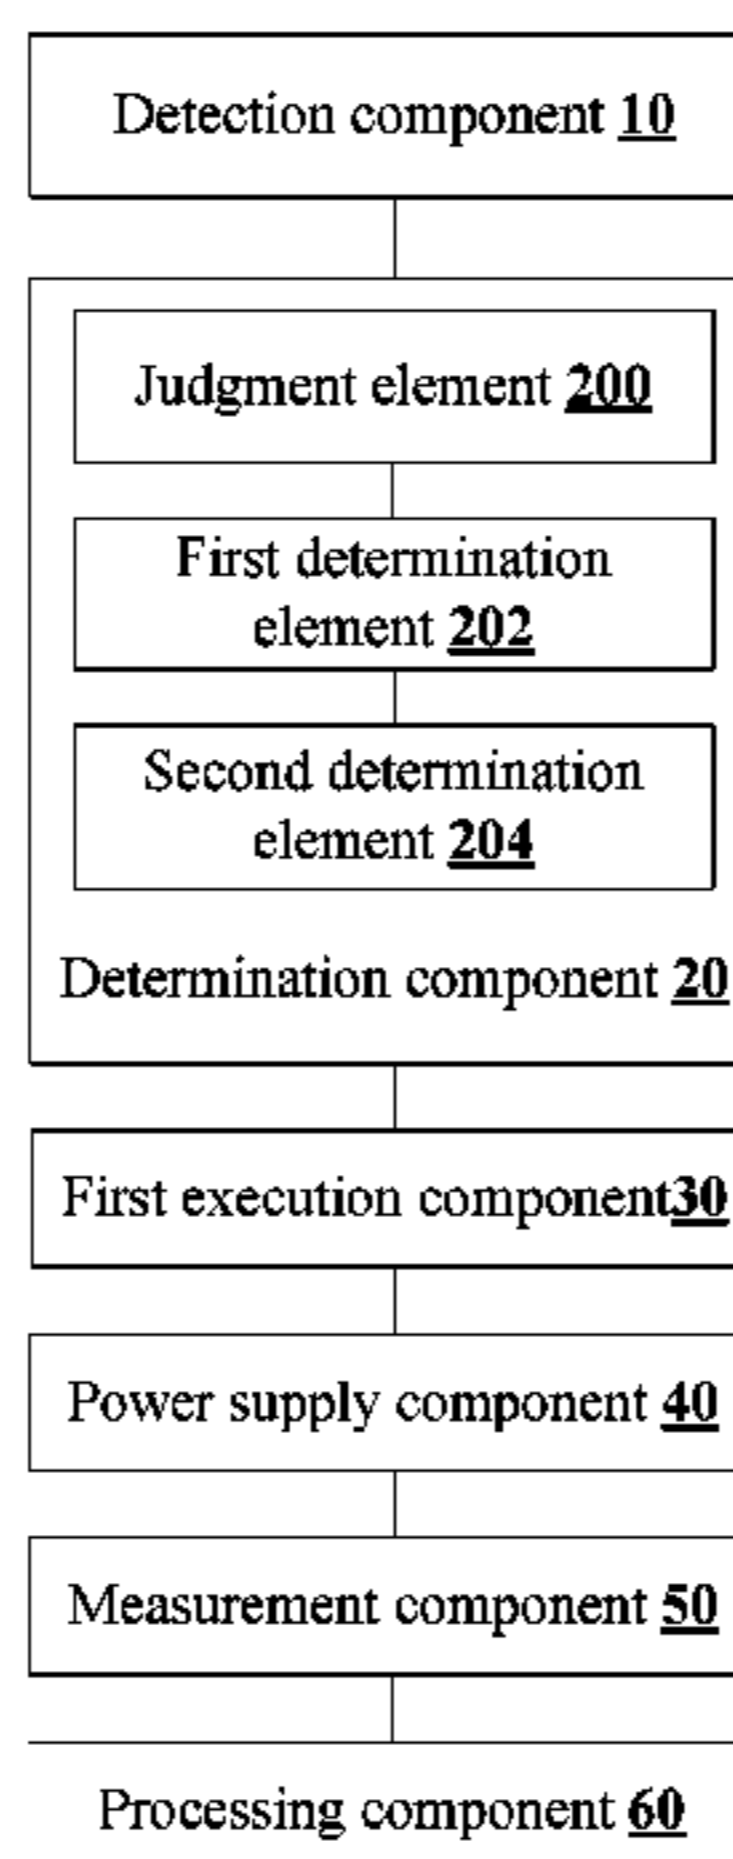 Detection component 10
Judgment element 200
First determination
element 202
Second determination
element 204
Determination component 20
First execution component30
Power supply component 40
Measurement component 50
Processing component 60